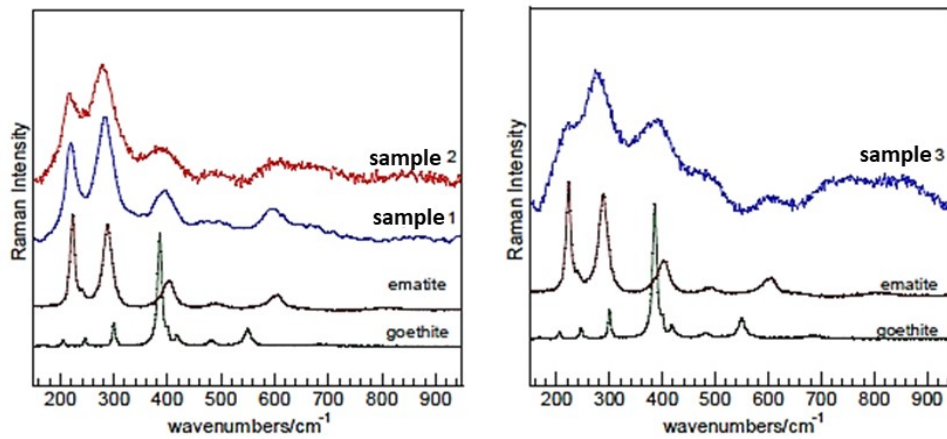 Raman Intensity
sample 2
sample 1
ematite
goethite
200 300 400 500 600 700 800 900
wavenumbers/cm-1
Raman Intensity
sample 3
ematite
goethite
200 300 400 500 600 700 800 900
wavenumbers/cm-1